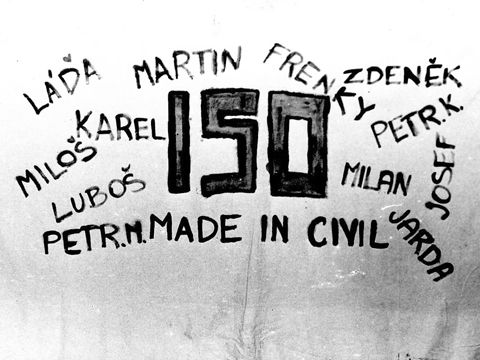 LÁĎA
MARTIN
FRENKY
ZDENĚK
MILOŠ
KAREL
150
PETR.K.
LUBOŠ
MILAN
JOSEF
PETR.M.
MADE IN CIVIL
JARDA